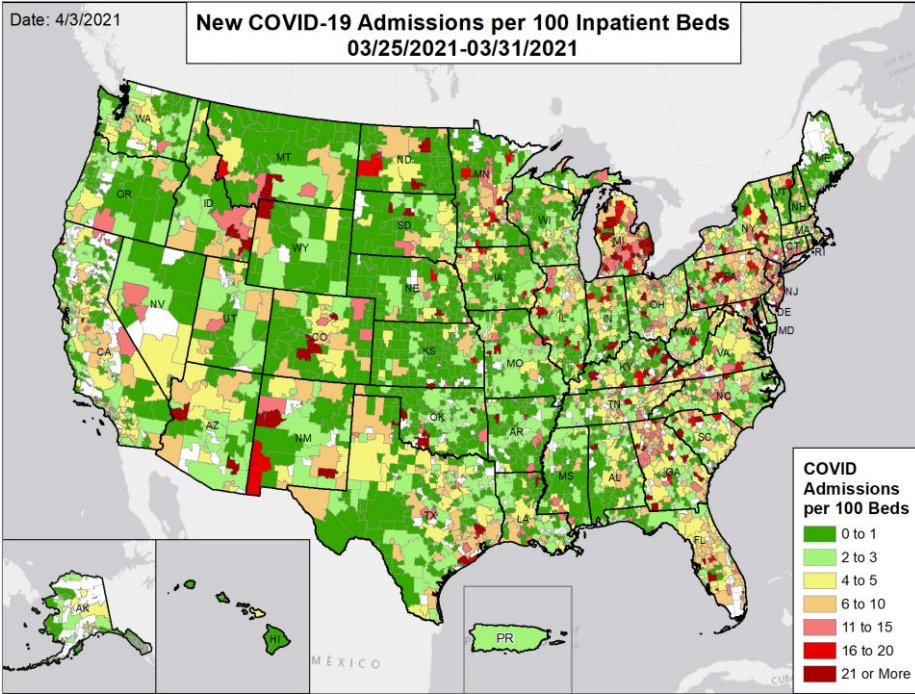 Date: 4/3/2021
New COVID-19 Admissions per 100 Inpatient Beds
03/25/2021-03/31/2021
WA
MT
ND
MN
ME
OR
ID
WY
SD
WI
MI
NY
VT
NH
MA
CT
RI
NV
UT
CO
NE
IA
IL
IN
OH
NJ
DE
MD
CA
KS
MO
KY
WV
VA
AZ
NM
OK
AR
TN
NC
SC
TX
LA
MS
AL
GA
FL
AK
HI
PR
MÉXICO
CUBA
COVID
Admissions
per 100 Beds
0 to 1
2 to 3
4 to 5
6 to 10
11 to 15
16 to 20
21 or More